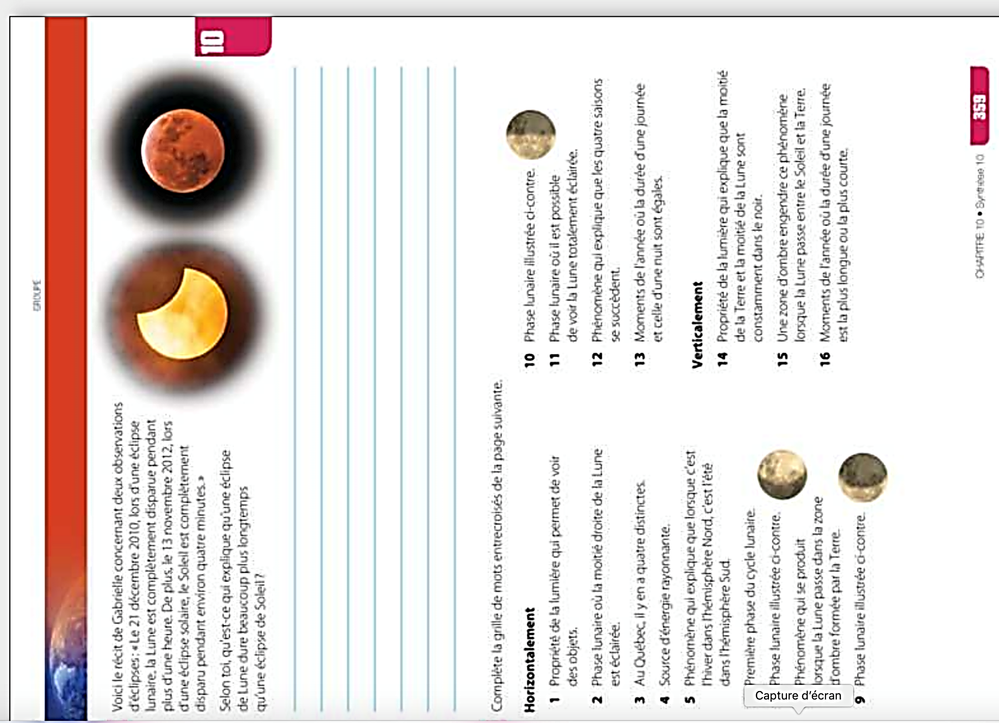 GROUPE
10
Voici le récit de Gabrielle concernant deux observations
d'éclipses : « Le 21 décembre 2010, lors d'une éclipse
lunaire, la Lune est complètement disparue pendant
plus d'une heure. De plus, le 13 novembre 2012, lors
d'une éclipse solaire, le Soleil est complètement
disparu pendant environ quatre minutes. »
Selon toi, qu'est-ce qui explique qu'une éclipse
de Lune dure beaucoup plus longtemps
qu'une éclipse de Soleil ?
Complète la grille de mots entrecroisés de la page suivante.
Horizontalement
1 Propriété de la lumière qui permet de voir
des objets.
2 Phase lunaire où la moitié droite de la Lune
est éclairée.
3 Au Québec, il y en a quatre distinctes.
4 Source d'énergie rayonnante.
5 Phénomène qui explique que lorsque c'est
l'hiver dans l'hémisphère Nord, c'est l'été
dans l'hémisphère Sud.
Première phase du cycle lunaire.
Phase lunaire illustrée ci-contre.
Phénomène qui se produit
lorsque la Lune passe dans la zone
d'ombre formée par la Terre.
9 Phase lunaire illustrée ci-contre.
10 Phase lunaire illustrée ci-contre.
11 Phase lunaire où il est possible
de voir la Lune totalement éclairée.
12 Phénomène qui explique que les quatre saisons
se succèdent.
13 Moments de l'année où la durée d'une journée
et celle d'une nuit sont égales.
Verticalement
14 Propriété de la lumière qui explique que la moitié
de la Terre et la moitié de la Lune sont
constamment dans le noir.
15 Une zone d'ombre engendre ce phénomène
lorsque la Lune passe entre le Soleil et la Terre.
16 Moments de l'année où la durée d'une journée
est la plus longue ou la plus courte.
CHAPITRE 10 • Synthèse 10
359
Capture d'écran